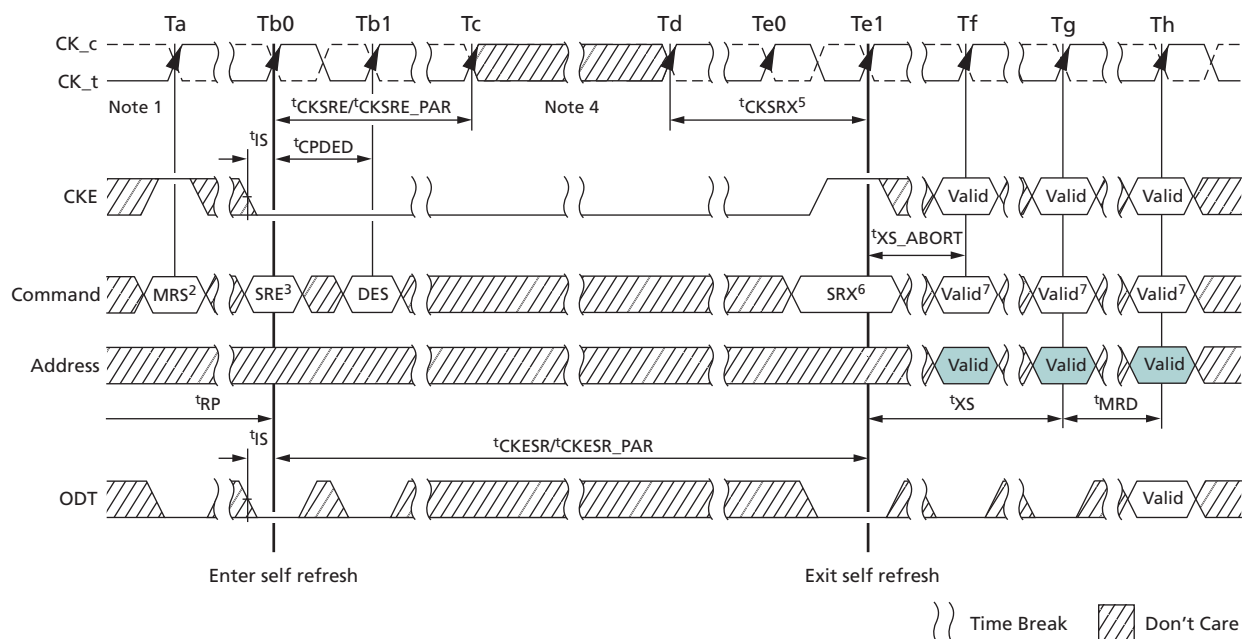 Ta Tb0 Tb1 Tc Td Te0 Te1 Tf Tg Th
CK_c
CK_t
Note 1 tCKSRE/tCKSRE_PAR Note 4 tCKSRX5
tIS tCPDED
CKE Valid Valid Valid
tXS_ABORT
Command MRS2 SRE3 DES SRX6 Valid7 Valid7 Valid7
Address Valid Valid Valid
tRP tXS tMRD
tIS tCKESR/tCKESR_PAR
ODT Valid
Enter self refresh Exit self refresh
Time Break Don't Care